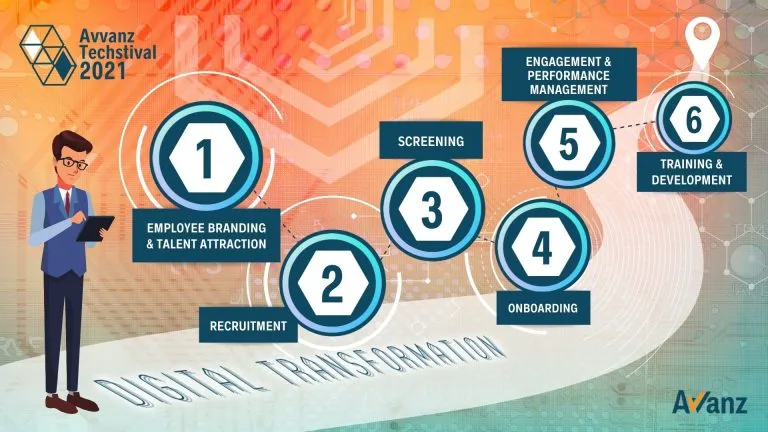 Avvanz
Techstival
2021
1
EMPLOYEE BRANDING
& TALENT ATTRACTION
2
RECRUITMENT
3
SCREENING
4
ONBOARDING
5
ENGAGEMENT &
PERFORMANCE
MANAGEMENT
6
TRAINING &
DEVELOPMENT
DIGITAL TRANSFORMATION
Avvanz